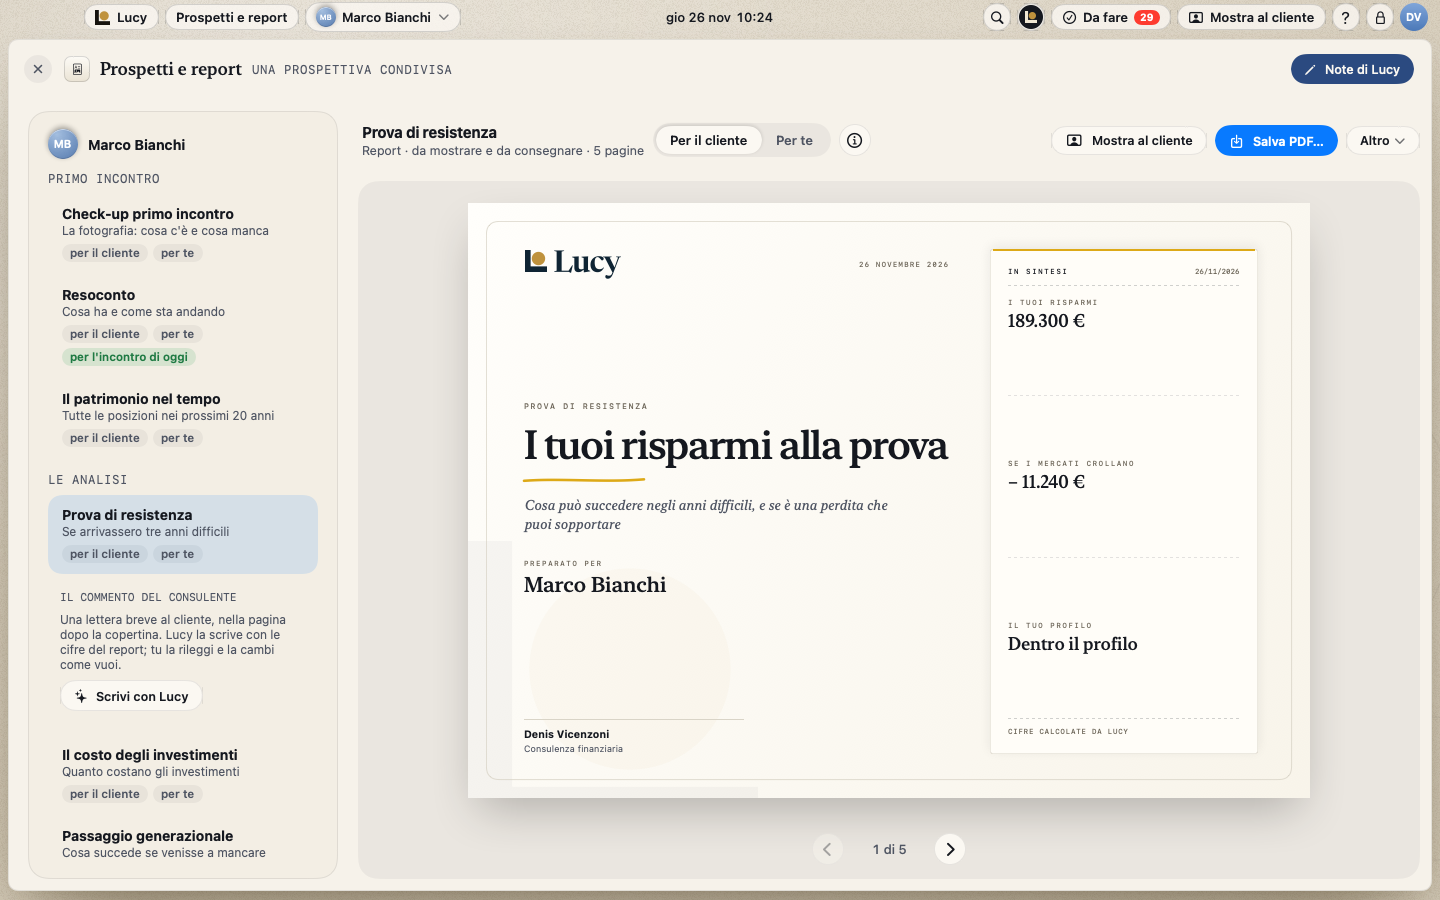 Lucy
Prospetti e report
MB Marco Bianchi
gio 26 nov 10:24
Da fare 29
Mostra al cliente
?
DV
Prospetti e report UNA PROSPETTIVA CONDIVISA
Note di Lucy
MB Marco Bianchi
PRIMO INCONTRO
Check-up primo incontro
La fotografia: cosa c'è e cosa manca
per il cliente per te
Resoconto
Cosa ha e come sta andando
per il cliente per te
per l'incontro di oggi
Il patrimonio nel tempo
Tutte le posizioni nei prossimi 20 anni
per il cliente per te
LE ANALISI
Prova di resistenza
Se arrivassero tre anni difficili
per il cliente per te
IL COMMENTO DEL CONSULENTE
Una lettera breve al cliente, nella pagina
dopo la copertina. Lucy la scrive con le
cifre del report; tu la rileggi e la cambi
come vuoi.
Scrivi con Lucy
Il costo degli investimenti
Quanto costano gli investimenti
per il cliente per te
Passaggio generazionale
Cosa succede se venisse a mancare
Prova di resistenza
Report · da mostrare e da consegnare · 5 pagine
Per il cliente Per te
Mostra al cliente
Salva PDF...
Altro
Lucy
26 NOVEMBRE 2026
PROVA DI RESISTENZA
I tuoi risparmi alla prova
Cosa può succedere negli anni difficili, e se è una perdita che
puoi sopportare
PREPARATO PER
Marco Bianchi
Denis Vicenzoni
Consulenza finanziaria
IN SINTESI 26/11/2026
I TUOI RISPARMI
189.300 €
SE I MERCATI CROLLANO
– 11.240 €
IL TUO PROFILO
Dentro il profilo
CIFRE CALCOLATE DA LUCY
1 di 5